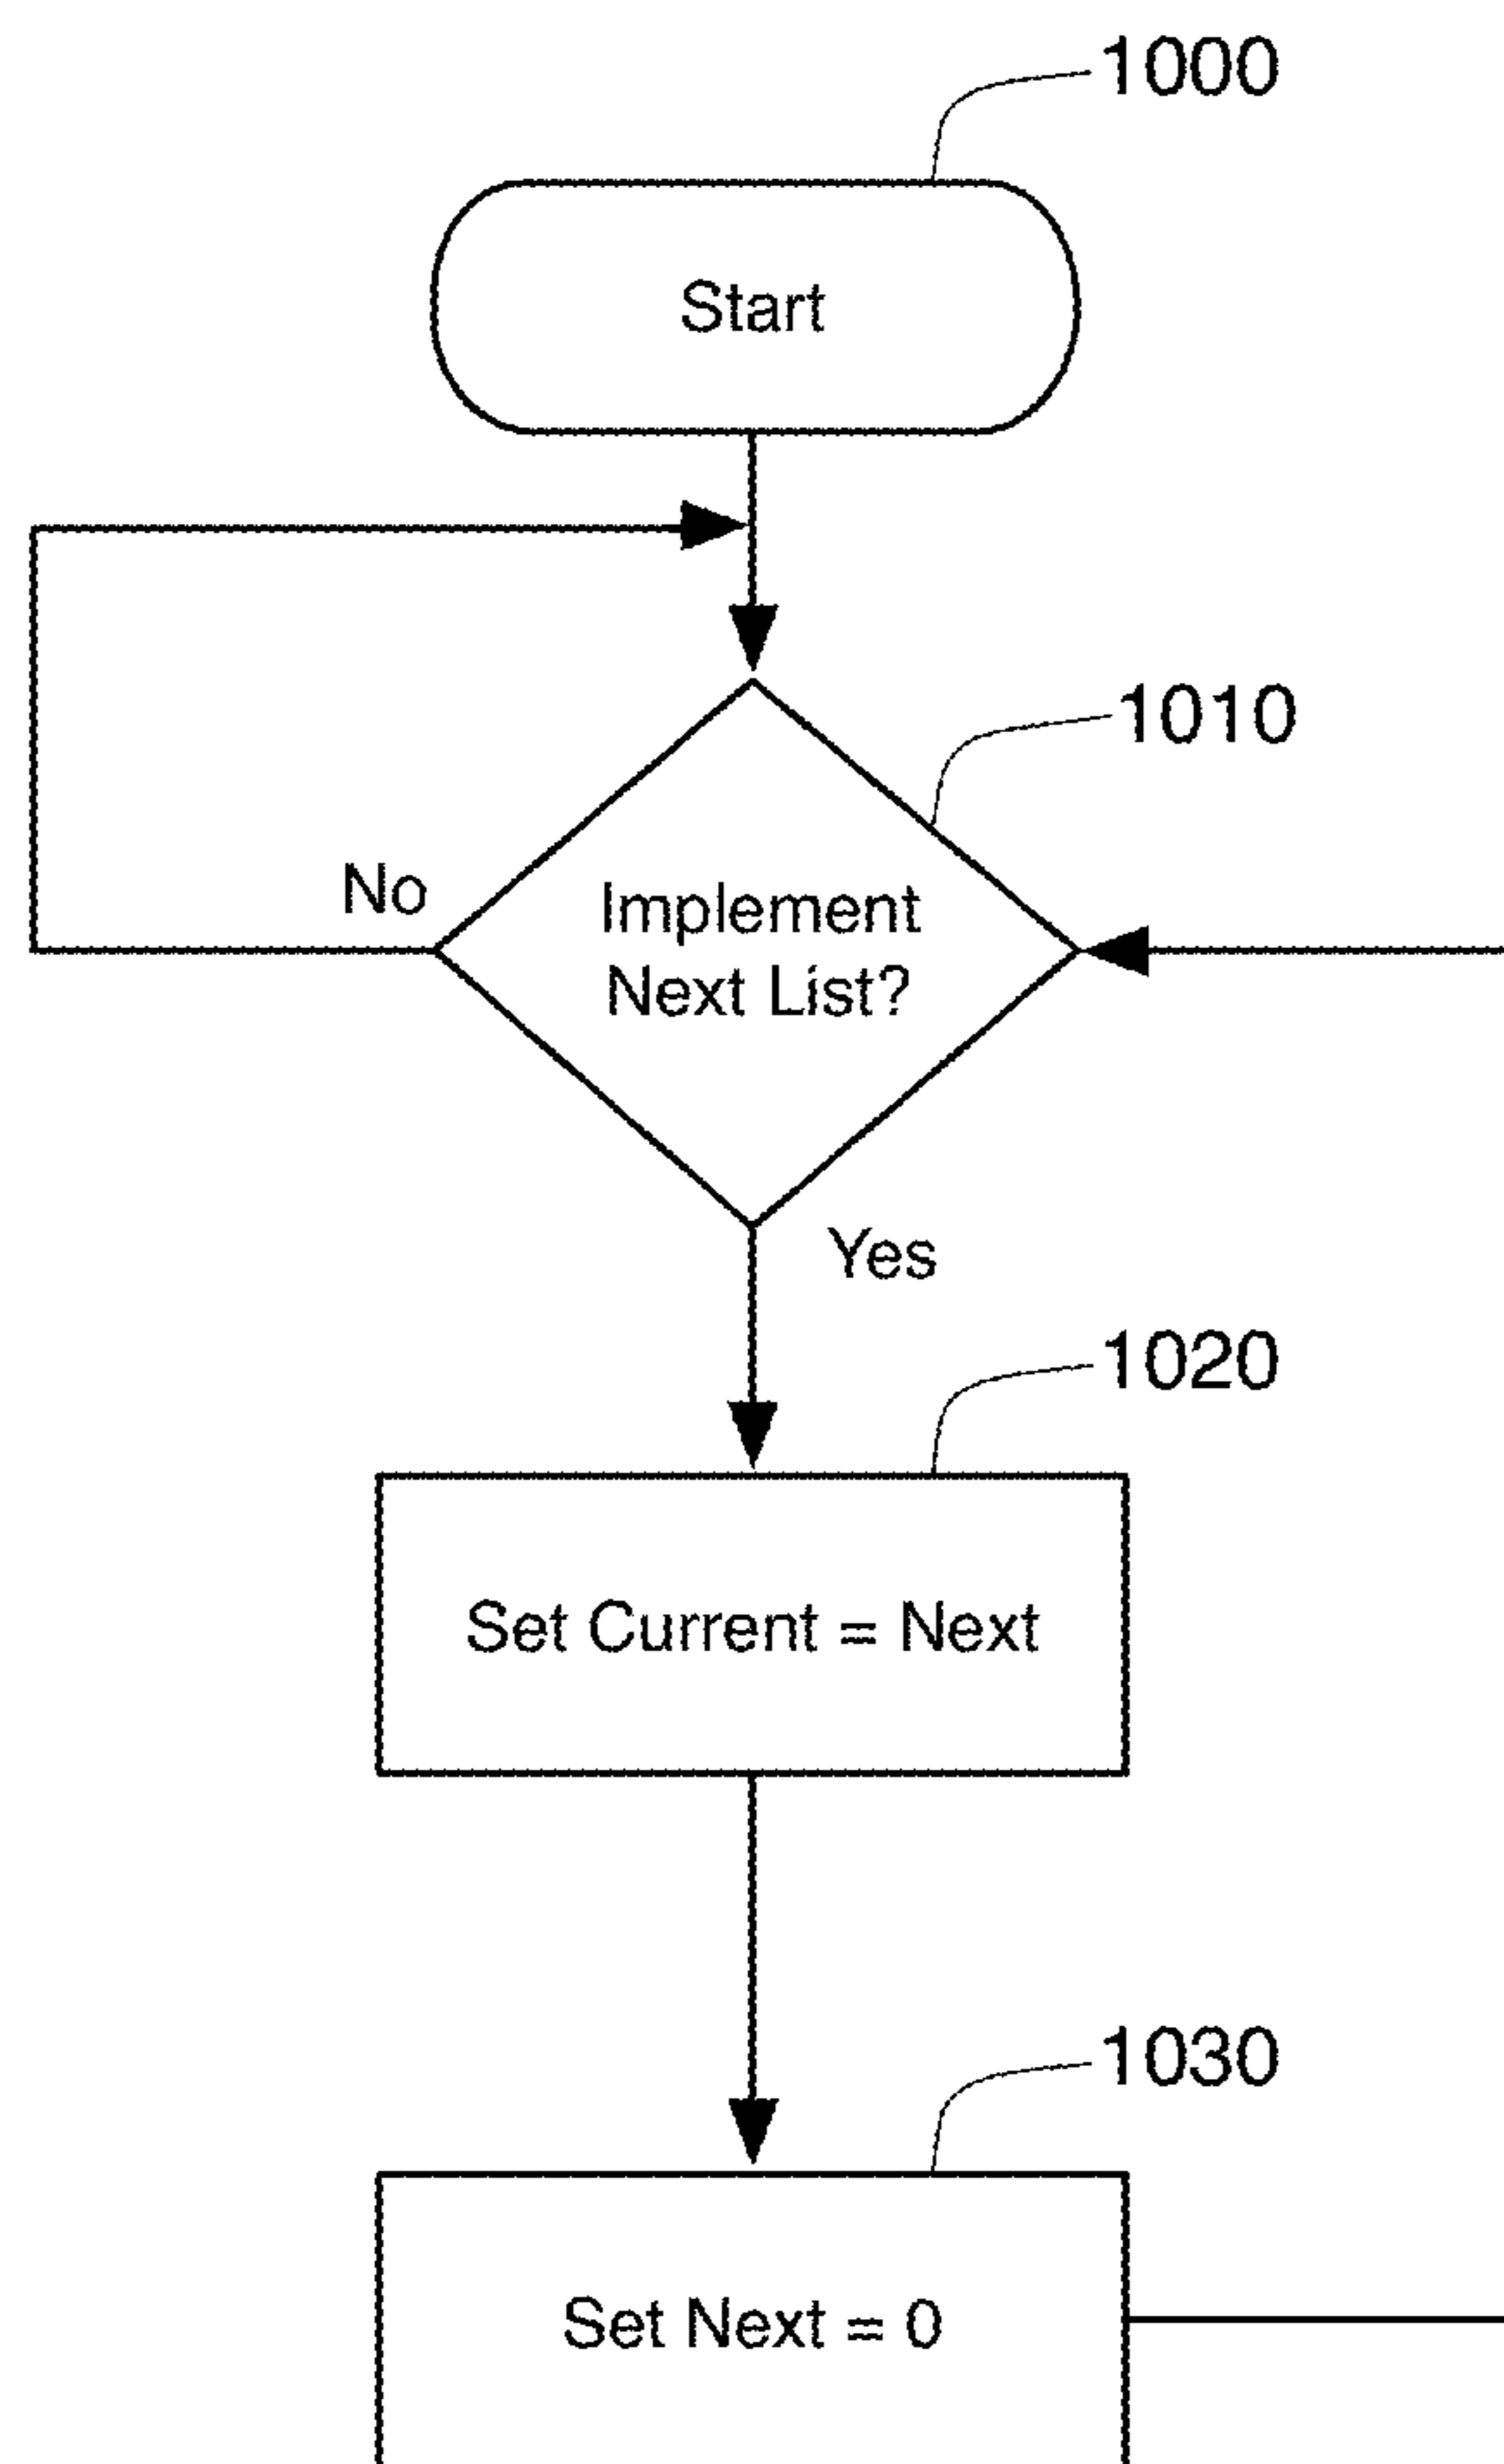 1000
Start
1010
No
Implement
Next List?
Yes
1020
Set Current = Next
1030
Set Next = 0